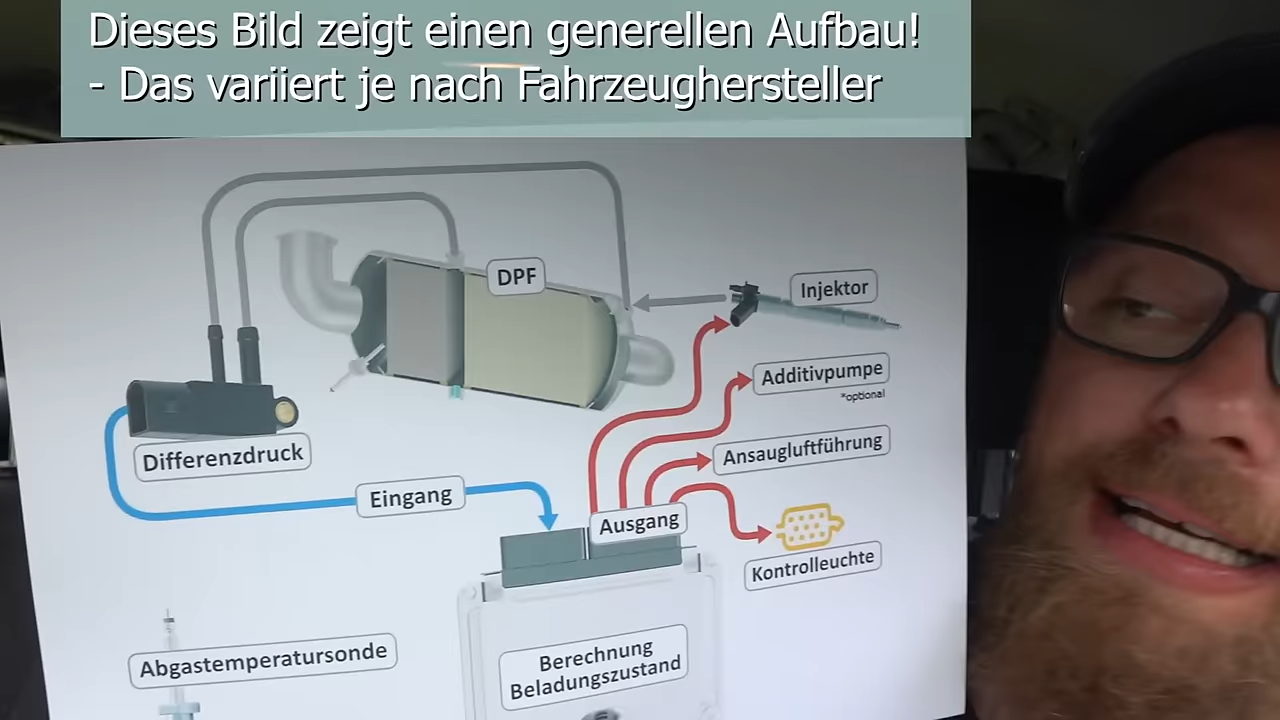 Dieses Bild zeigt einen generellen Aufbau!
- Das variiert je nach Fahrzeughersteller
DPF
Injektor
Additivpumpe
*optional
Differenzdruck
Ansaugluftführung
Eingang
Ausgang
Kontrolleuchte
Abgastemperatursonde
Berechnung
Beladungszustand